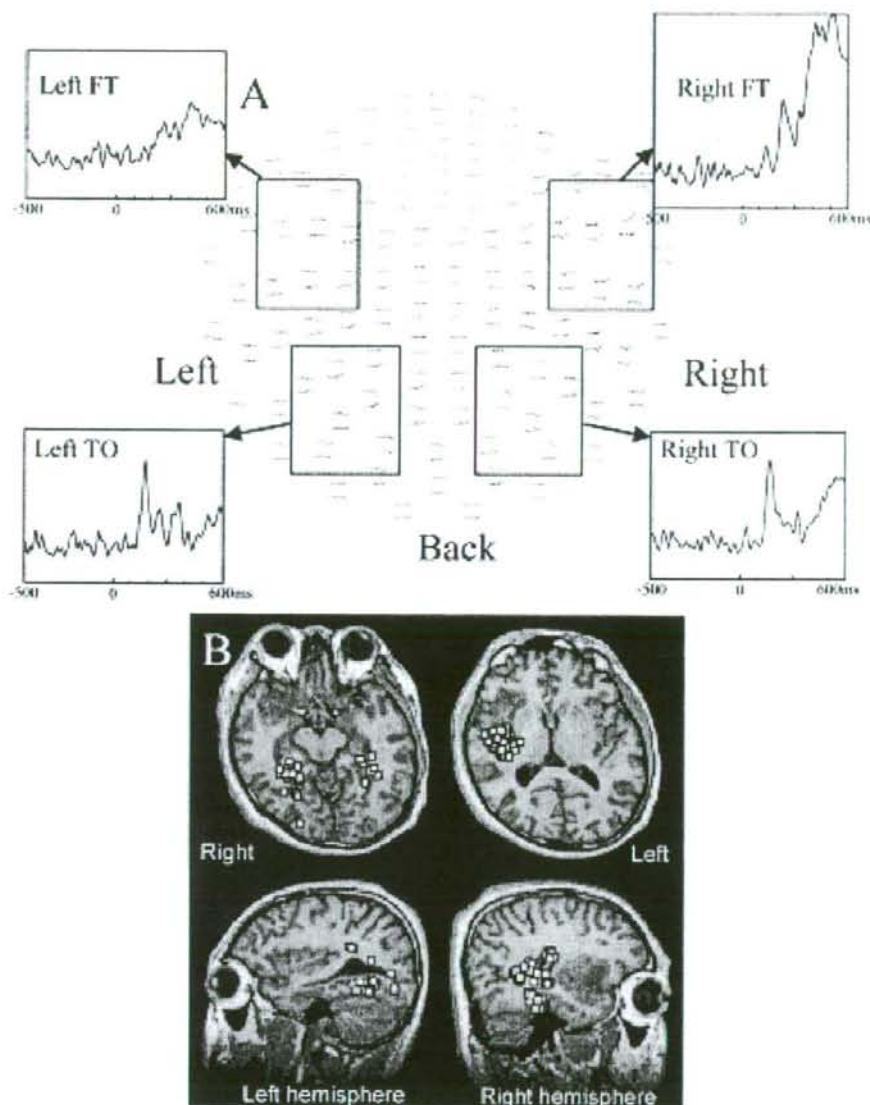 Left FT
A
Right FT
-500 0 600ms
-500 0 600ms
Left
Right
Left TO
Right TO
Back
-500 0 600ms
-500 0 600ms
B
Right
Left
Left hemisphere
Right hemisphere